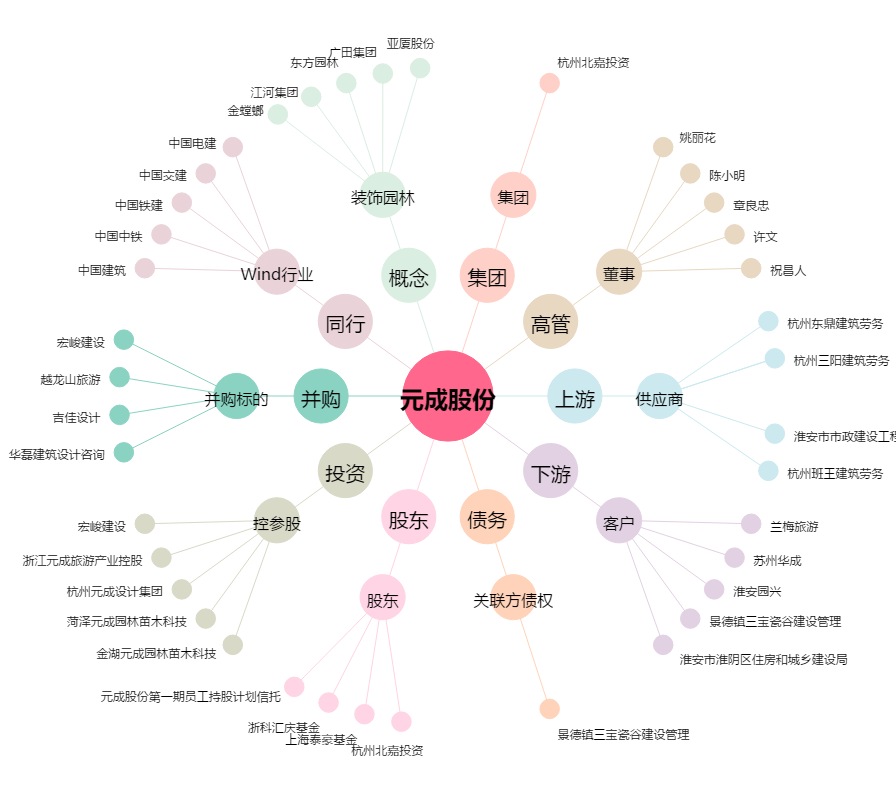 亚厦股份
广田集团
东方园林
江河集团
金螳螂
杭州北嘉投资
中国电建
中国交建
中国铁建
中国中铁
中国建筑
装饰园林
集团
姚丽花
陈小明
章良忠
许文
祝昌人
Wind行业
概念
集团
董事
同行
高管
宏峻建设
越龙山旅游
吉佳设计
华磊建筑设计咨询
并购标的
并购
元成股份
上游
供应商
杭州东鼎建筑劳务
杭州三阳建筑劳务
淮安市市政建设工程
杭州班王建筑劳务
投资
下游
控参股
股东
债务
客户
宏峻建设
浙江元成旅游产业控股
杭州元成设计集团
菏泽元成园林苗木科技
金湖元成园林苗木科技
兰梅旅游
苏州华成
淮安园兴
景德镇三宝瓷谷建设管理
淮安市淮阴区住房和城乡建设局
股东
关联方债权
元成股份第一期员工持股计划信托
浙科汇庆基金
上海泰豪基金
杭州北嘉投资
景德镇三宝瓷谷建设管理